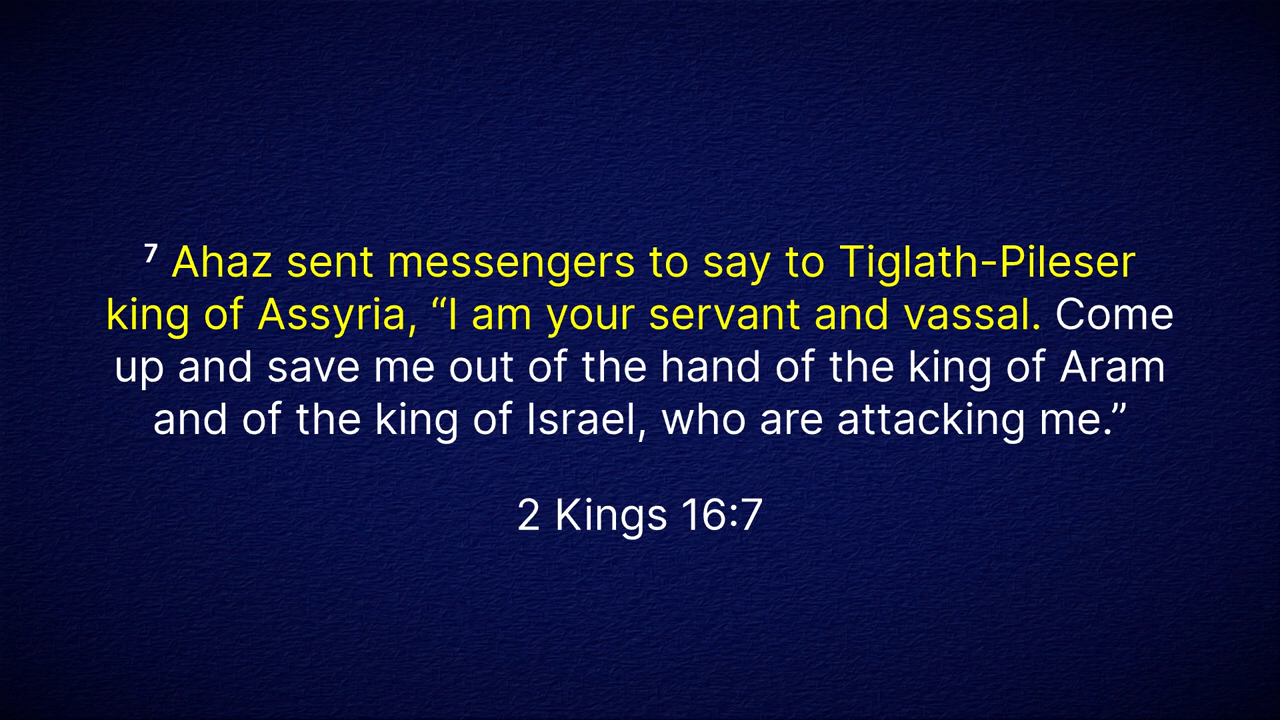 ⁷ Ahaz sent messengers to say to Tiglath-Pileser
king of Assyria, “I am your servant and vassal. Come
up and save me out of the hand of the king of Aram
and of the king of Israel, who are attacking me.”
2 Kings 16:7